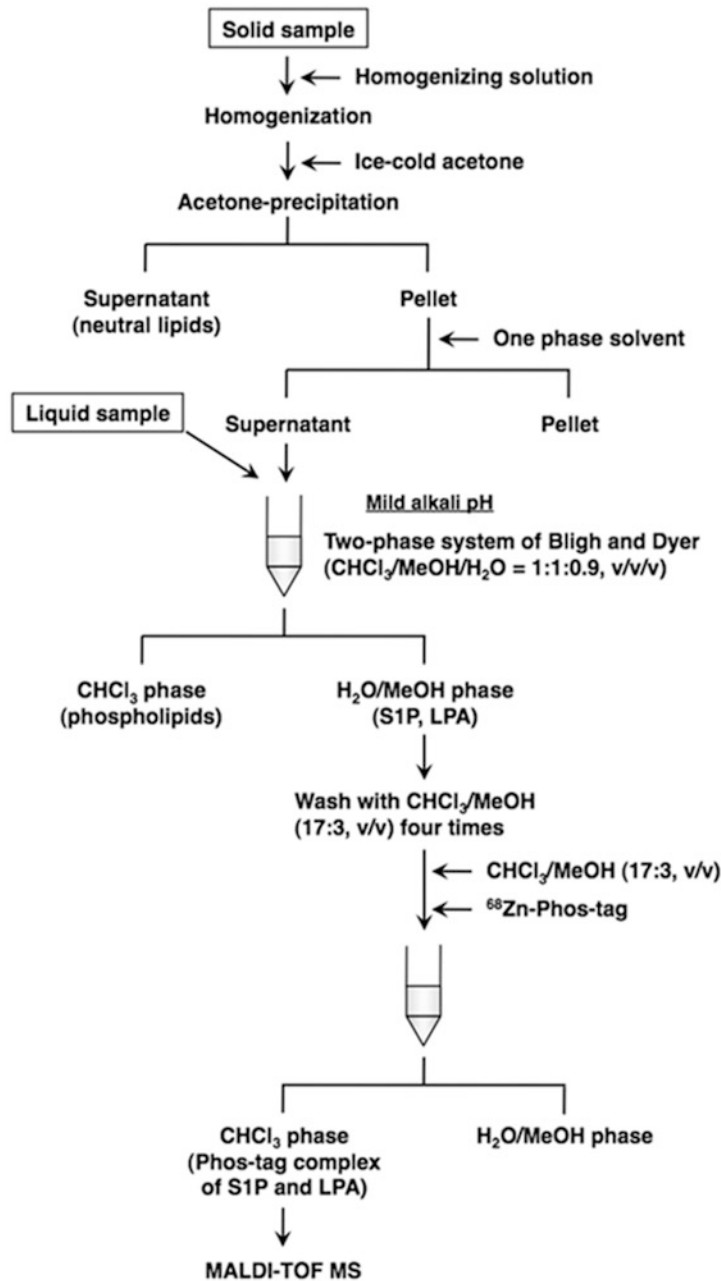 Solid sample
Homogenizing solution
Homogenization
Ice-cold acetone
Acetone-precipitation
Supernatant
(neutral lipids)
Pellet
One phase solvent
Liquid sample
Supernatant
Pellet
Mild alkali pH
Two-phase system of Bligh and Dyer
(CHCl₃/MeOH/H₂O = 1:1:0.9, v/v/v)
CHCl₃ phase
(phospholipids)
H₂O/MeOH phase
(S1P, LPA)
Wash with CHCl₃/MeOH
(17:3, v/v) four times
CHCl₃/MeOH (17:3, v/v)
⁶⁸Zn-Phos-tag
CHCl₃ phase
(Phos-tag complex
of S1P and LPA)
H₂O/MeOH phase
MALDI-TOF MS